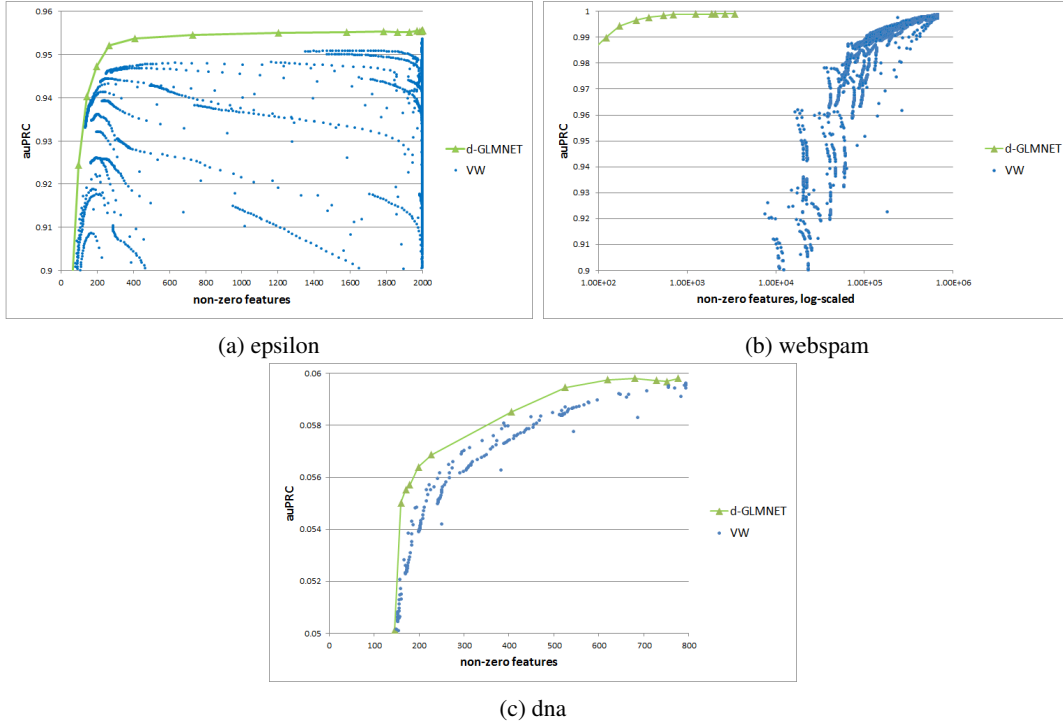 0.96
0.95
0.94
0.93
0.92
0.91
0.9
auPRC
0 200 400 600 800 1000 1200 1400 1600 1800 2000
non-zero features
d-GLMNET
VW
(a) epsilon
1
0.99
0.98
0.97
0.96
0.95
0.94
0.93
0.92
0.91
0.9
auPRC
1.00E+02 1.00E+03 1.00E+04 1.00E+05 1.00E+06
non-zero features, log-scaled
d-GLMNET
VW
(b) webspam
0.06
0.058
0.056
0.054
0.052
0.05
auPRC
0 100 200 300 400 500 600 700 800
non-zero features
d-GLMNET
VW
(c) dna